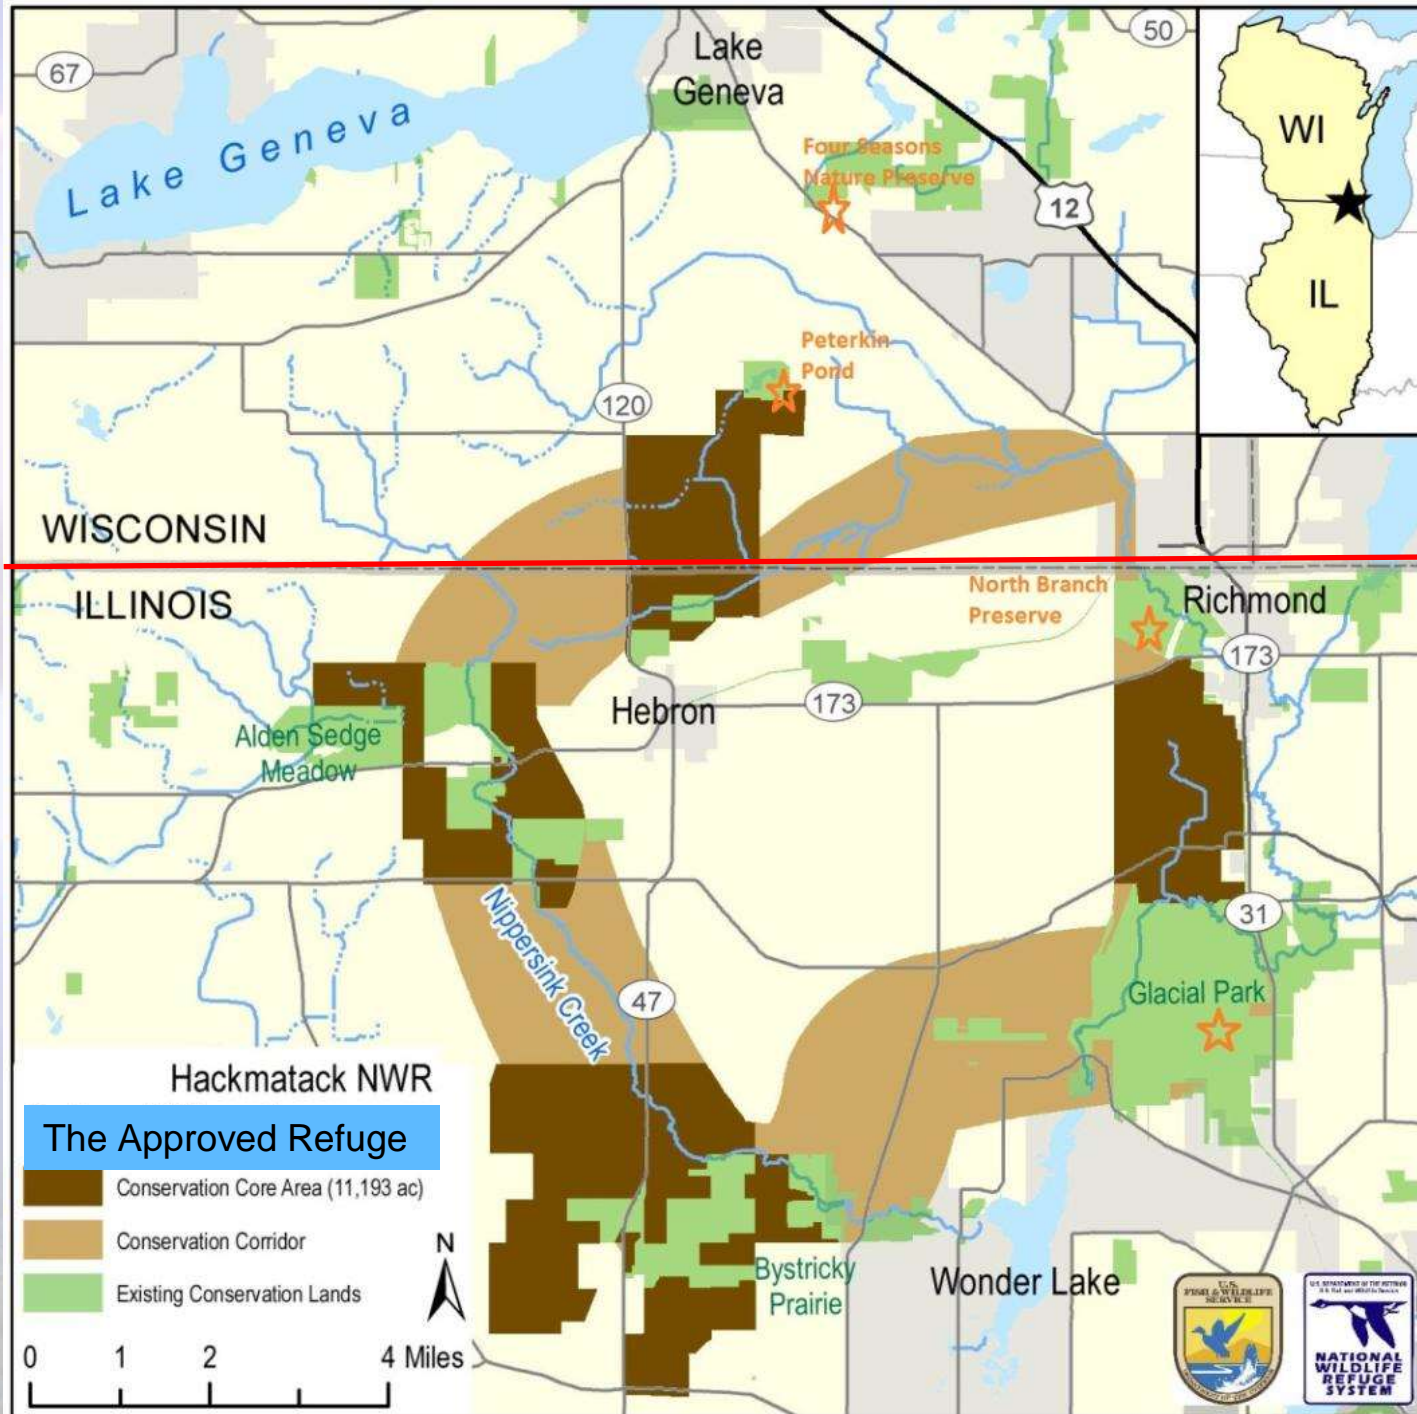 67
Lake Geneva
Lake
Geneva
50
Four Seasons
Nature Preserve
12
WI
IL
Peterkin
Pond
120
WISCONSIN
ILLINOIS
North Branch
Preserve
Richmond
173
Hebron
173
Alden Sedge
Meadow
Nippersink Creek
47
31
Glacial Park
Hackmatack NWR
The Approved Refuge
Conservation Core Area (11,193 ac)
Conservation Corridor
Existing Conservation Lands
N
0 1 2 4 Miles
Bystricky
Prairie
Wonder Lake
U.S.
FISH & WILDLIFE
SERVICE
NATIONAL
WILDLIFE
REFUGE
SYSTEM